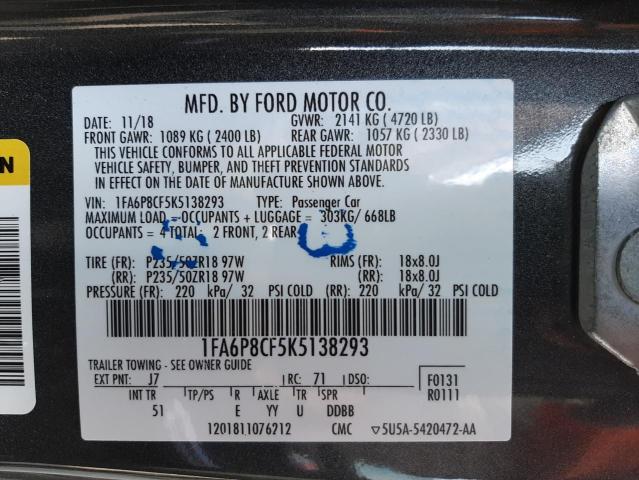 MFD. BY FORD MOTOR CO.
DATE: 11/18 GVWR: 2141 KG ( 4720 LB)
FRONT GAWR: 1089 KG ( 2400 LB) REAR GAWR: 1057 KG ( 2330 LB)
THIS VEHICLE CONFORMS TO ALL APPLICABLE FEDERAL MOTOR
VEHICLE SAFETY, BUMPER, AND THEFT PREVENTION STANDARDS
IN EFFECT ON THE DATE OF MANUFACTURE SHOWN ABOVE.
VIN: 1FA6P8CF5K5138293 TYPE: Passenger Car
MAXIMUM LOAD = OCCUPANTS + LUGGAGE = 303KG/ 668LB
OCCUPANTS = 4 TOTAL: 2 FRONT, 2 REAR
TIRE (FR): P235/50ZR18 97W RIMS (FR): 18x8.0J
(RR): P235/50ZR18 97W (RR): 18x8.0J
PRESSURE (FR): 220 kPa/ 32 PSI COLD (RR): 220 kPa/ 32 PSI COLD
1FA6P8CF5K5138293
TRAILER TOWING - SEE OWNER GUIDE
EXT PNT: J7 RC: 71 DSO: F0131
INT TR TP/PS R AXLE TR SPR R0111
51 E YY U DDBB
1201811076212 CMC 5U5A-5420472-AA
N